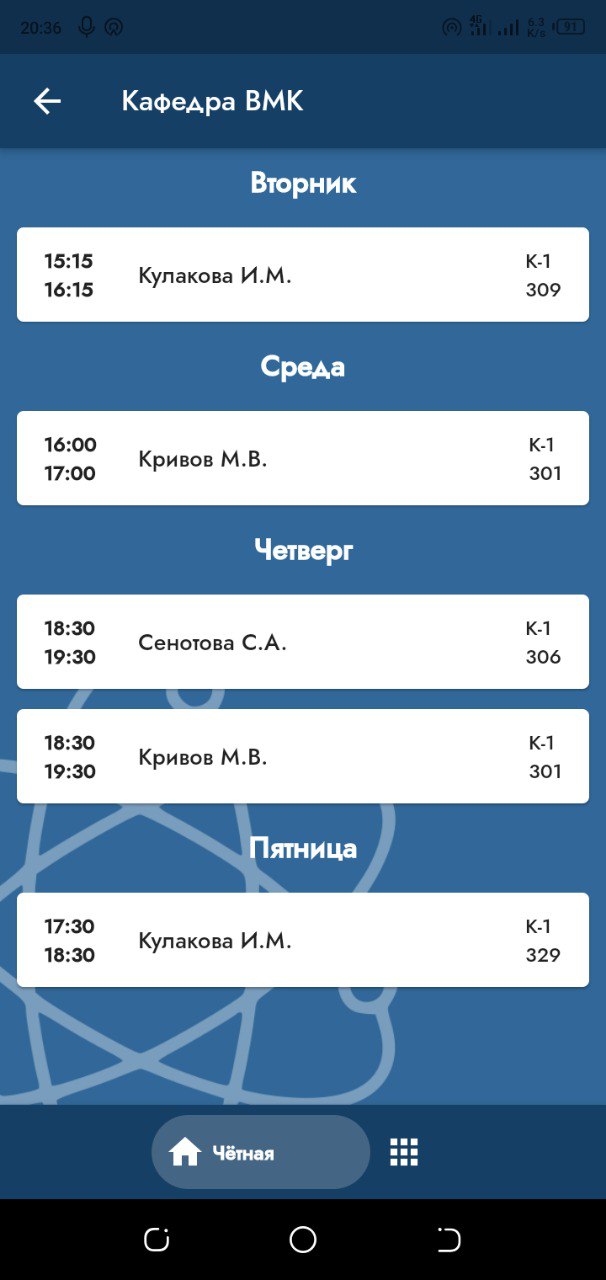 20:36 4G 6.3 K/s 91
Кафедра ВМК
Вторник
15:15
16:15
Кулакова И.М.
К-1
309
Среда
16:00
17:00
Кривов М.В.
К-1
301
Четверг
18:30
19:30
Сенотова С.А.
К-1
306
18:30
19:30
Кривов М.В.
К-1
301
Пятница
17:30
18:30
Кулакова И.М.
К-1
329
Чётная